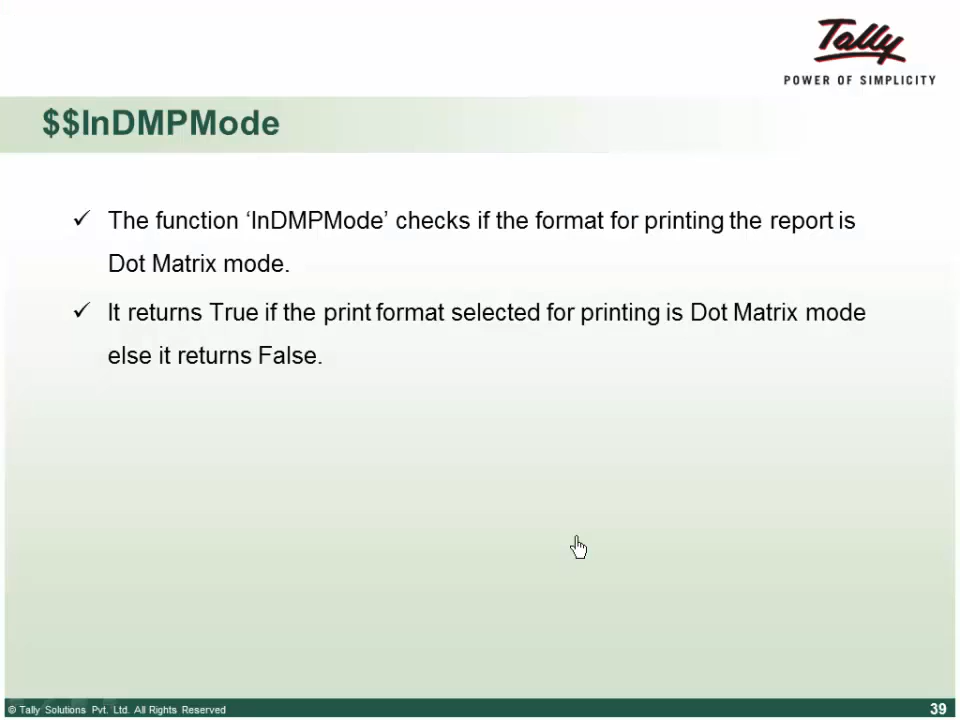 Tally
POWER OF SIMPLICITY
$$InDMPMode
✓ The function ‘InDMPMode’ checks if the format for printing the report is
Dot Matrix mode.
✓ It returns True if the print format selected for printing is Dot Matrix mode
else it returns False.
© Tally Solutions Pvt. Ltd. All Rights Reserved
39